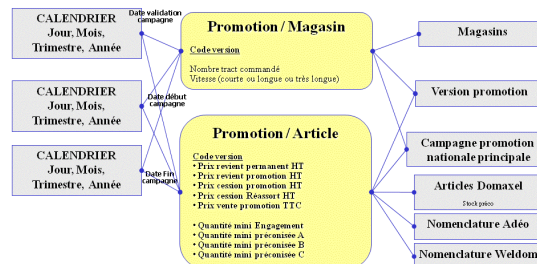 CALENDRIER
Jour, Mois,
Trimestre, Année
CALENDRIER
Jour, Mois,
Trimestre, Année
CALENDRIER
Jour, Mois,
Trimestre, Année
Date validation
campagne
Date début
campagne
Date Fin
campagne
Promotion / Magasin
Code version
Nombre tract commandé
Vitesse (courte ou longue ou très longue)
Promotion / Article
Code version
• Prix revient permanent HT
• Prix revient promotion HT
• Prix cession promotion HT
• Prix cession Réassort HT
• Prix vente promotion TTC
• Quantité mini Engagement
• Quantité mini préconisée A
• Quantité mini préconisée B
• Quantité mini préconisée C
Magasins
Version promotion
Campagne promotion
nationale principale
Articles Domaxel
Stock préco
Nomenclature Adéo
Nomenclature Weldom